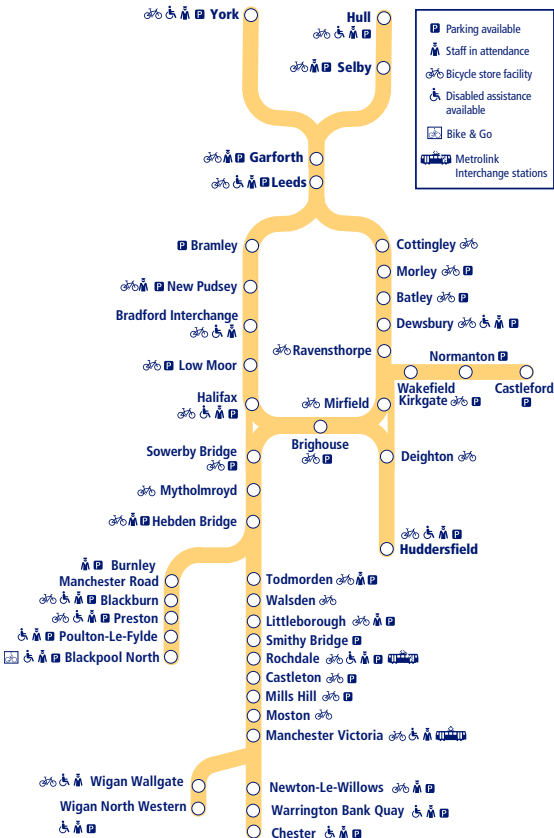 York
Hull
Selby
Garforth
Leeds
P Parking available
Staff in attendance
Bicycle store facility
Disabled assistance
available
Bike & Go
Metrolink
Interchange stations
P Bramley
New Pudsey
Bradford Interchange
P Low Moor
Halifax
Sowerby Bridge
Mytholmroyd
P Hebden Bridge
Cottingley
Morley P
Batley P
Dewsbury P
Ravensthorpe
Normanton P
Wakefield
Kirkgate P
Castleford
P
Mirfield
Brighouse
P
Deighton
Huddersfield
P Burnley
Manchester Road
P Blackburn
P Preston
P Poulton-Le-Fylde
P Blackpool North
Todmorden P
Walsden
Littleborough P
Smithy Bridge P
Rochdale P
Castleton P
Mills Hill P
Moston
Manchester Victoria
Wigan Wallgate
Wigan North Western
P
Newton-Le-Willows P
Warrington Bank Quay P
Chester P